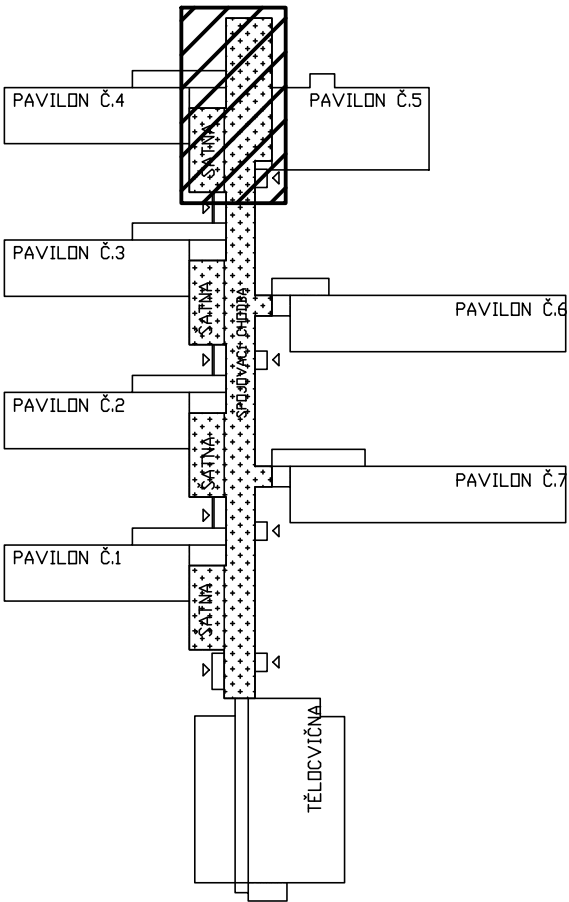 PAVILON Č.4
PAVILON Č.5
ŠATNA
PAVILON Č.3
ŠATNA
SPOJOVACÍ CHODBA
PAVILON Č.6
PAVILON Č.2
ŠATNA
PAVILON Č.7
PAVILON Č.1
ŠATNA
TĚLOCVIČNA